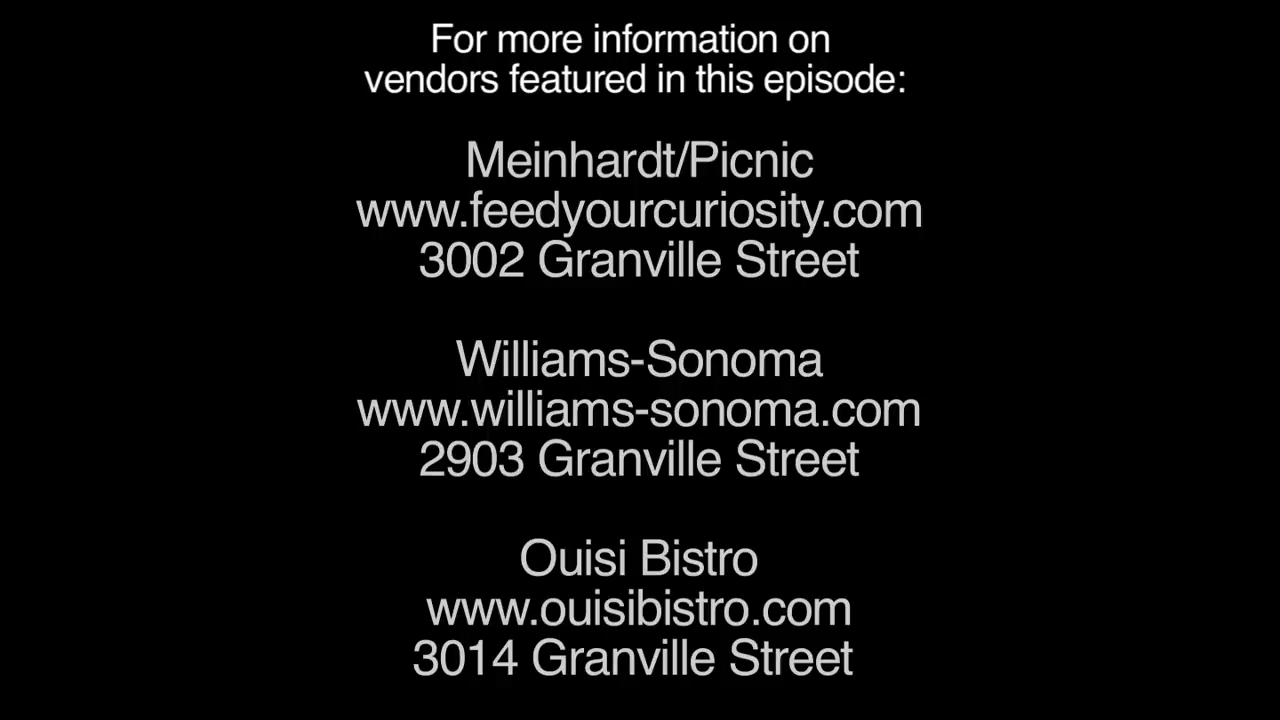 For more information on
vendors featured in this episode:
Meinhardt/Picnic
www.feedyourcuriosity.com
3002 Granville Street
Williams-Sonoma
www.williams-sonoma.com
2903 Granville Street
Ouisi Bistro
www.ouisibistro.com
3014 Granville Street